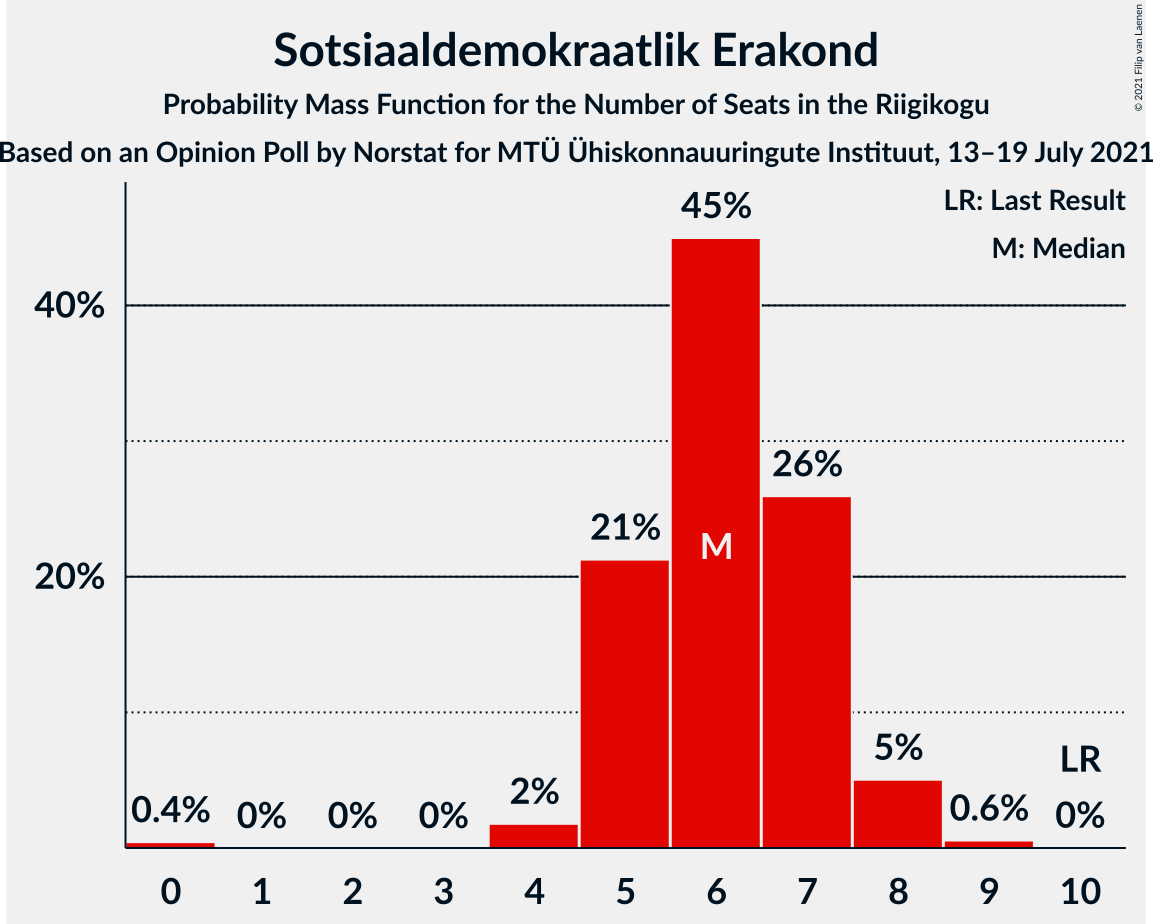 Sotsiaaldemokraatlik Erakond
Probability Mass Function for the Number of Seats in the Riigikogu
Based on an Opinion Poll by Norstat for MTÜ Ühiskonnauuringute Instituut, 13–19 July 2021
© 2021 Filip van Laenen
LR: Last Result
M: Median
45%
40%
26%
21%
M
20%
5%
LR
2%
0.4% 0% 0% 0% 0.6% 0%
0 1 2 3 4 5 6 7 8 9 10